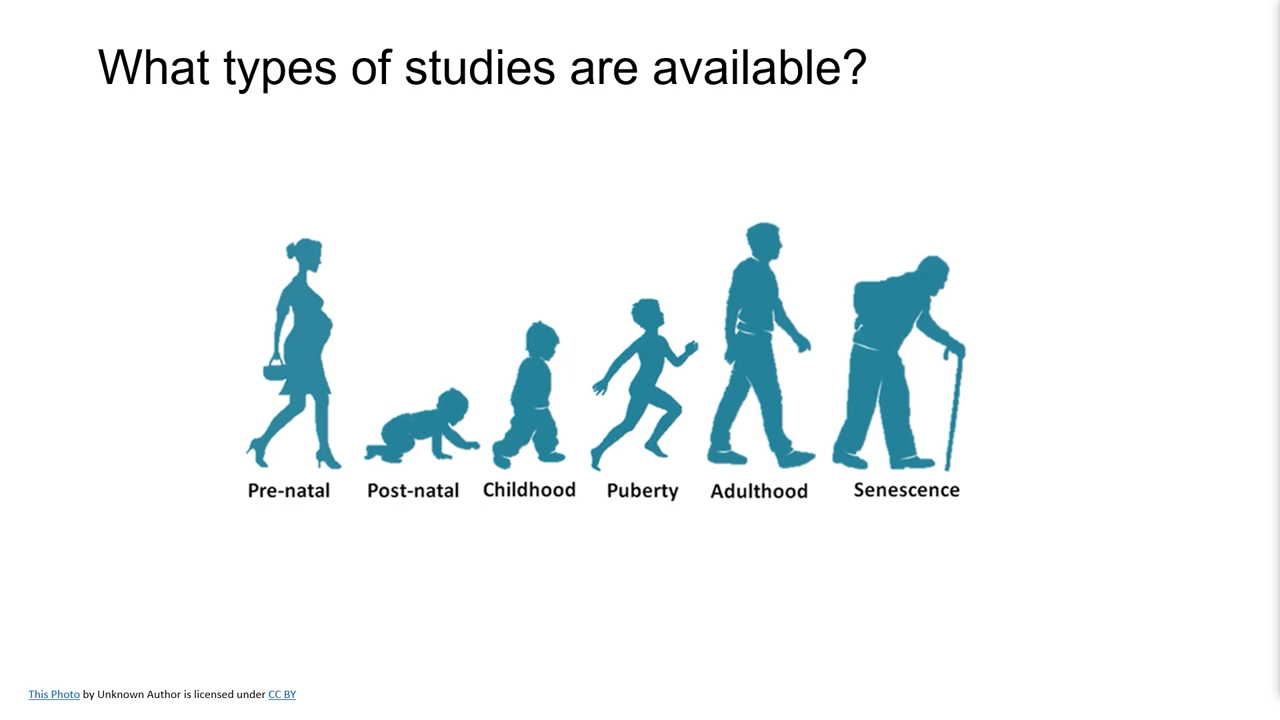 What types of studies are available?
Pre-natal Post-natal Childhood Puberty Adulthood Senescence
This Photo by Unknown Author is licensed under CC BY